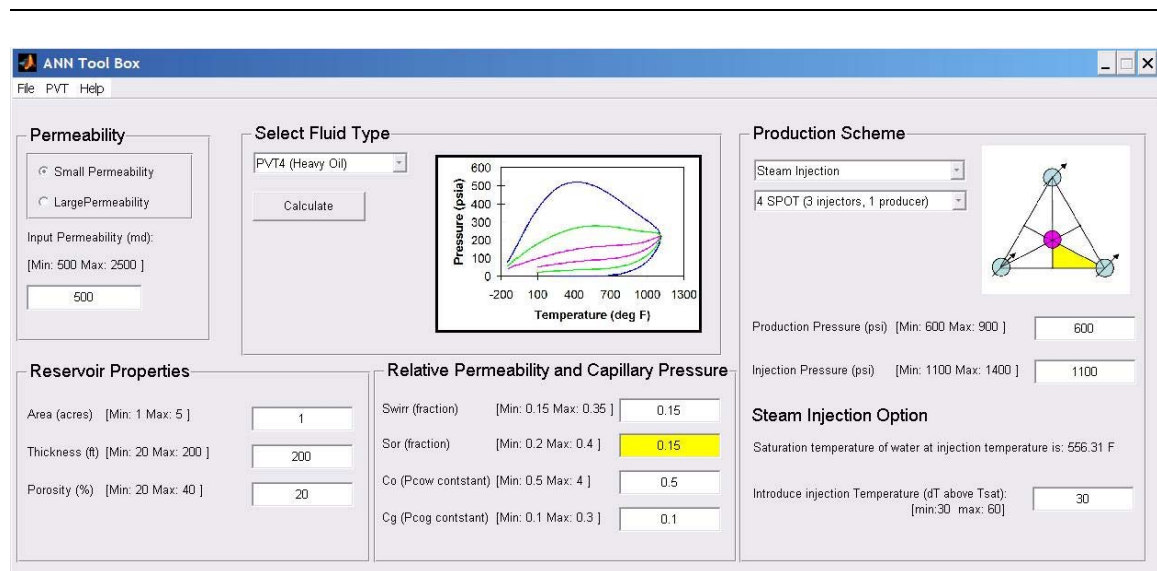 ANN Tool Box
File PVT Help
Permeability
Small Permeability
LargePermeability
Input Permeability (md):
[Min: 500 Max: 2500 ]
500
Select Fluid Type
PVT4 (Heavy Oil)
Calculate
Pressure (psia)
600
500
400
300
200
100
0
-200 100 400 700 1000 1300
Temperature (deg F)
Production Scheme
Steam Injection
4 SPOT (3 injectors, 1 producer)
Production Pressure (psi) [Min: 600 Max: 900 ] 600
Injection Pressure (psi) [Min: 1100 Max: 1400 ] 1100
Steam Injection Option
Saturation temperature of water at injection temperature is: 556.31 F
Introduce injection Temperature (dT above Tsat):
[min:30 max: 60] 30
Reservoir Properties
Area (acres) [Min: 1 Max: 5 ] 1
Thickness (ft) [Min: 20 Max: 200 ] 200
Porosity (%) [Min: 20 Max: 40 ] 20
Relative Permeability and Capillary Pressure
Swirr (fraction) [Min: 0.15 Max: 0.35 ] 0.15
Sor (fraction) [Min: 0.2 Max: 0.4 ] 0.15
Co (Pcow contstant) [Min: 0.5 Max: 4 ] 0.5
Cg (Pcog contstant) [Min: 0.1 Max: 0.3 ] 0.1